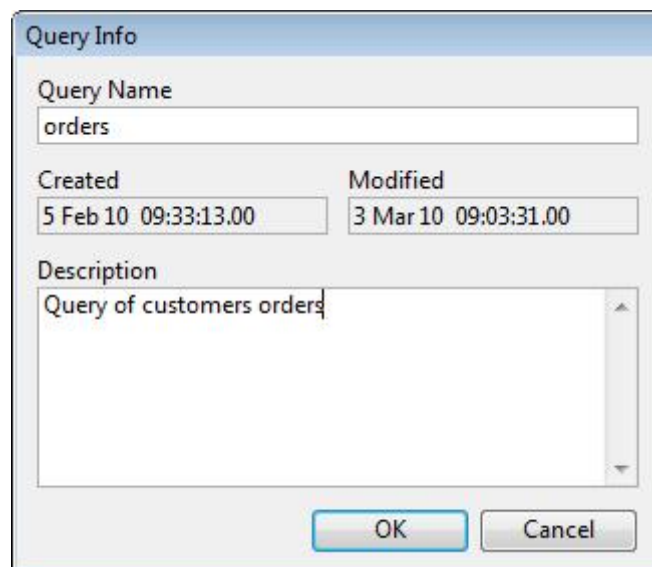 Query Info
Query Name
orders
Created Modified
5 Feb 10 09:33:13.00 3 Mar 10 09:03:31.00
Description
Query of customers orders
OK Cancel